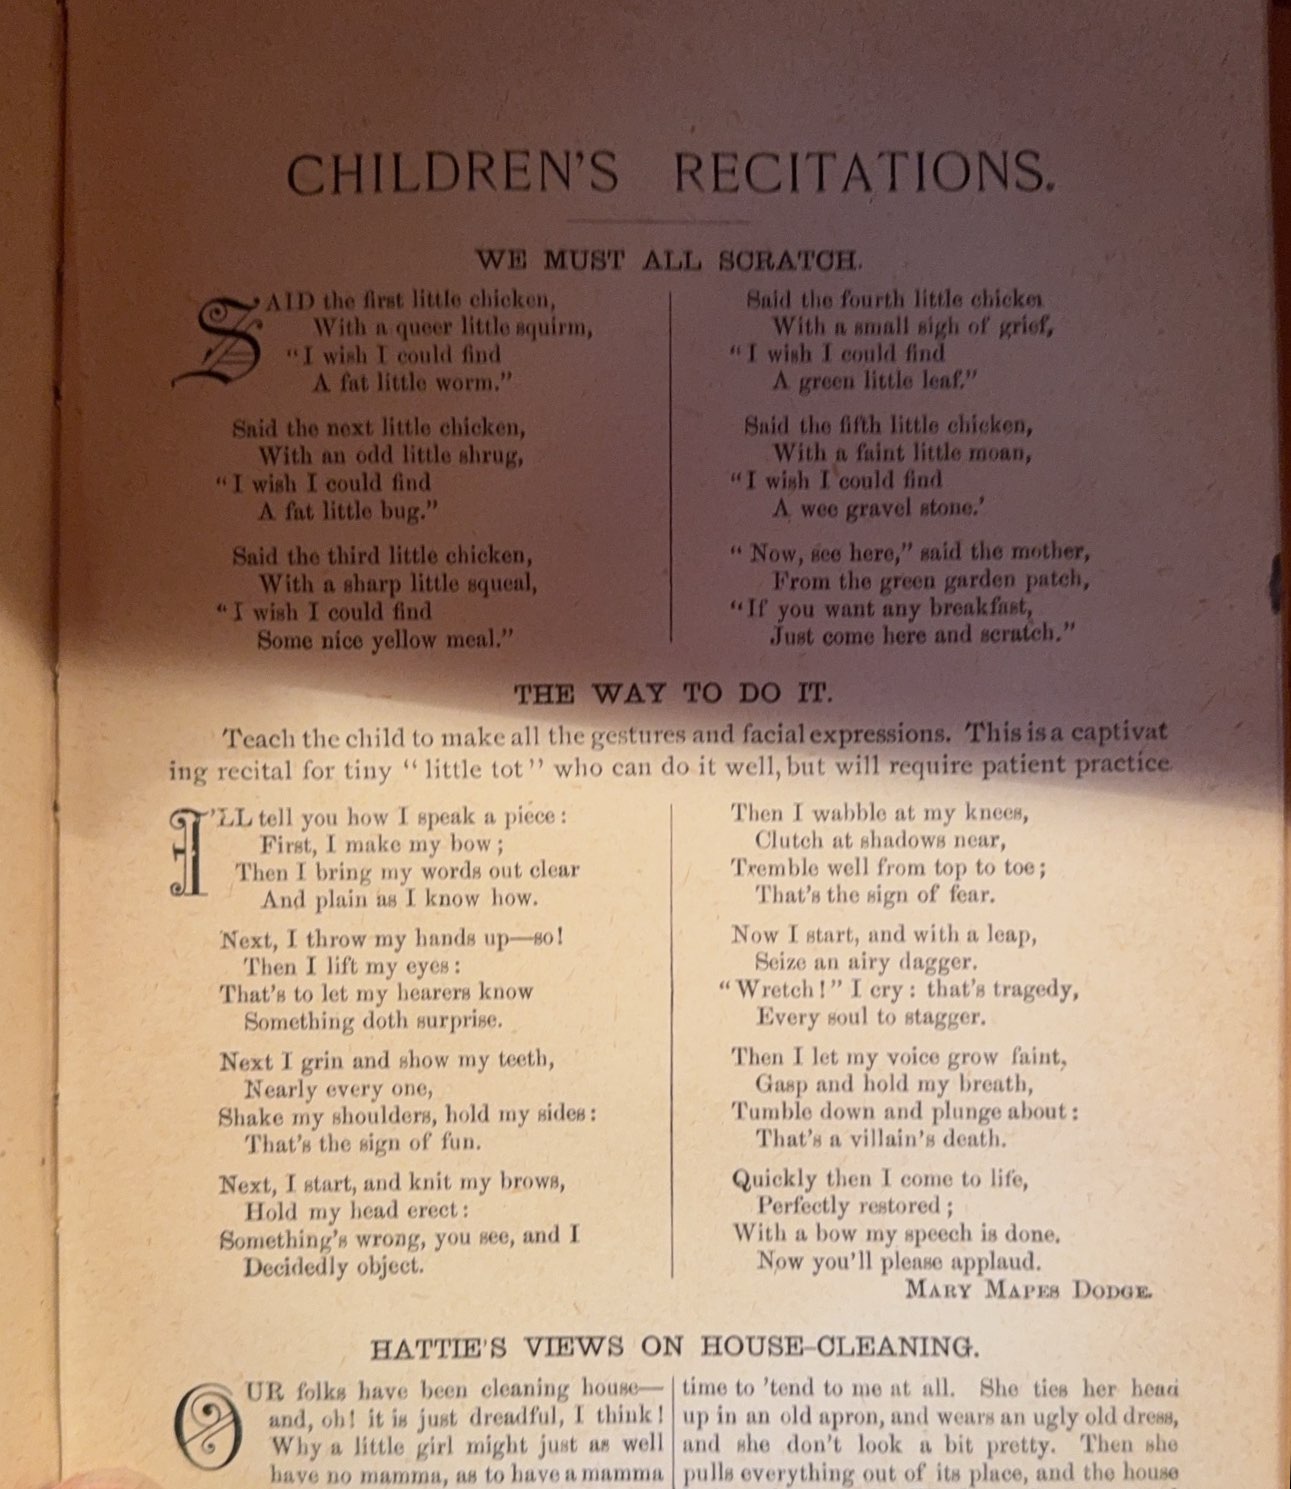 CHILDREN'S RECITATIONS.
WE MUST ALL SCRATCH.
SAID the first little chicken,
With a queer little squirm,
"I wish I could find
A fat little worm."
Said the next little chicken,
With an odd little shrug,
"I wish I could find
A fat little bug."
Said the third little chicken,
With a sharp little squeal,
"I wish I could find
Some nice yellow meal."
Said the fourth little chicken
With a small sigh of grief,
"I wish I could find
A green little leaf."
Said the fifth little chicken,
With a faint little moan,
"I wish I could find
A wee gravel stone.'
"Now, see here," said the mother,
From the green garden patch,
"If you want any breakfast,
Just come here and scratch."
THE WAY TO DO IT.
Teach the child to make all the gestures and facial expressions. This is a captivat
ing recital for tiny "little tot" who can do it well, but will require patient practice
I'LL tell you how I speak a piece:
First, I make my bow;
Then I bring my words out clear
And plain as I know how.
Next, I throw my hands up—so!
Then I lift my eyes:
That's to let my hearers know
Something doth surprise.
Next I grin and show my teeth,
Nearly every one,
Shake my shoulders, hold my sides:
That's the sign of fun.
Next, I start, and knit my brows,
Hold my head erect:
Something's wrong, you see, and I
Decidedly object.
Then I wabble at my knees,
Clutch at shadows near,
Tremble well from top to toe;
That's the sign of fear.
Now I start, and with a leap,
Seize an airy dagger.
"Wretch!" I cry: that's tragedy,
Every soul to stagger.
Then I let my voice grow faint,
Gasp and hold my breath,
Tumble down and plunge about:
That's a villain's death.
Quickly then I come to life,
Perfectly restored;
With a bow my speech is done.
Now you'll please applaud.
MARY MAPES DODGE.
HATTIE'S VIEWS ON HOUSE-CLEANING.
OUR folks have been cleaning house—
and, oh! it is just dreadful, I think!
Why a little girl might just as well
have no mamma, as to have a mamma
time to 'tend to me at all. She ties her head
up in an old apron, and wears an ugly old dress,
and she don't look a bit pretty. Then she
pulls everything out of its place, and the house